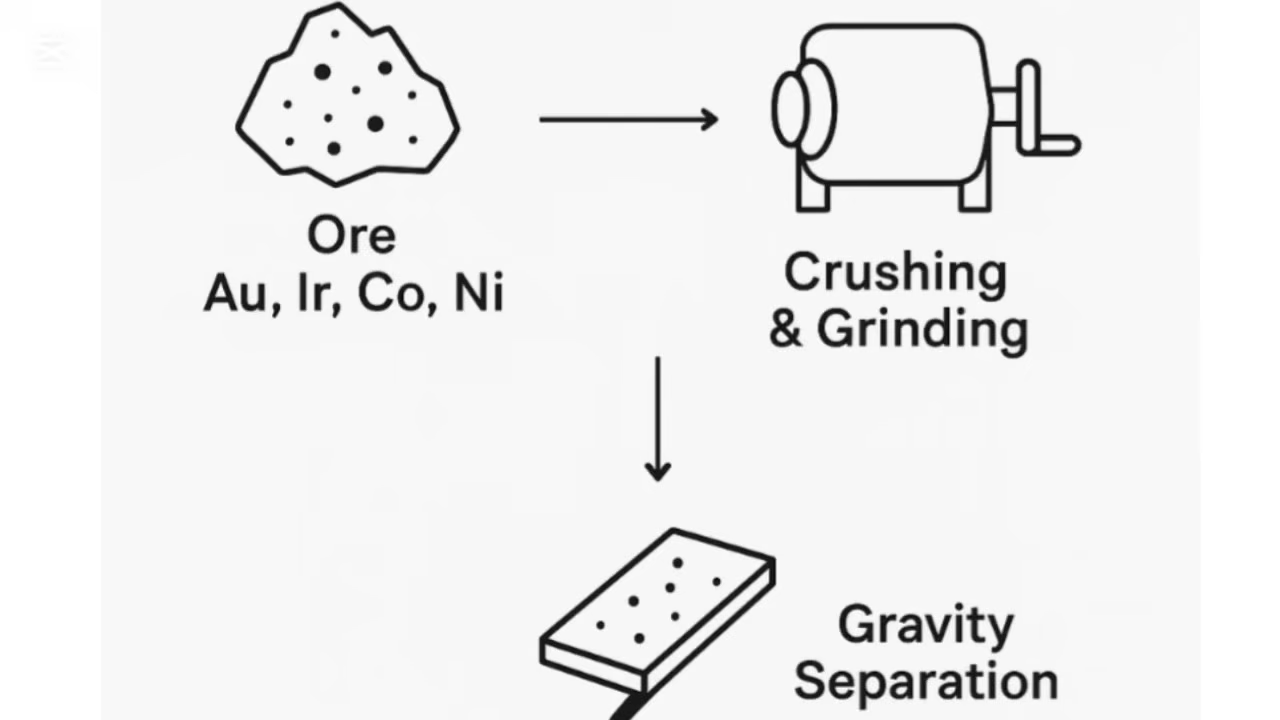 Ore
Au, Ir, Co, Ni
Crushing
& Grinding
Gravity
Separation